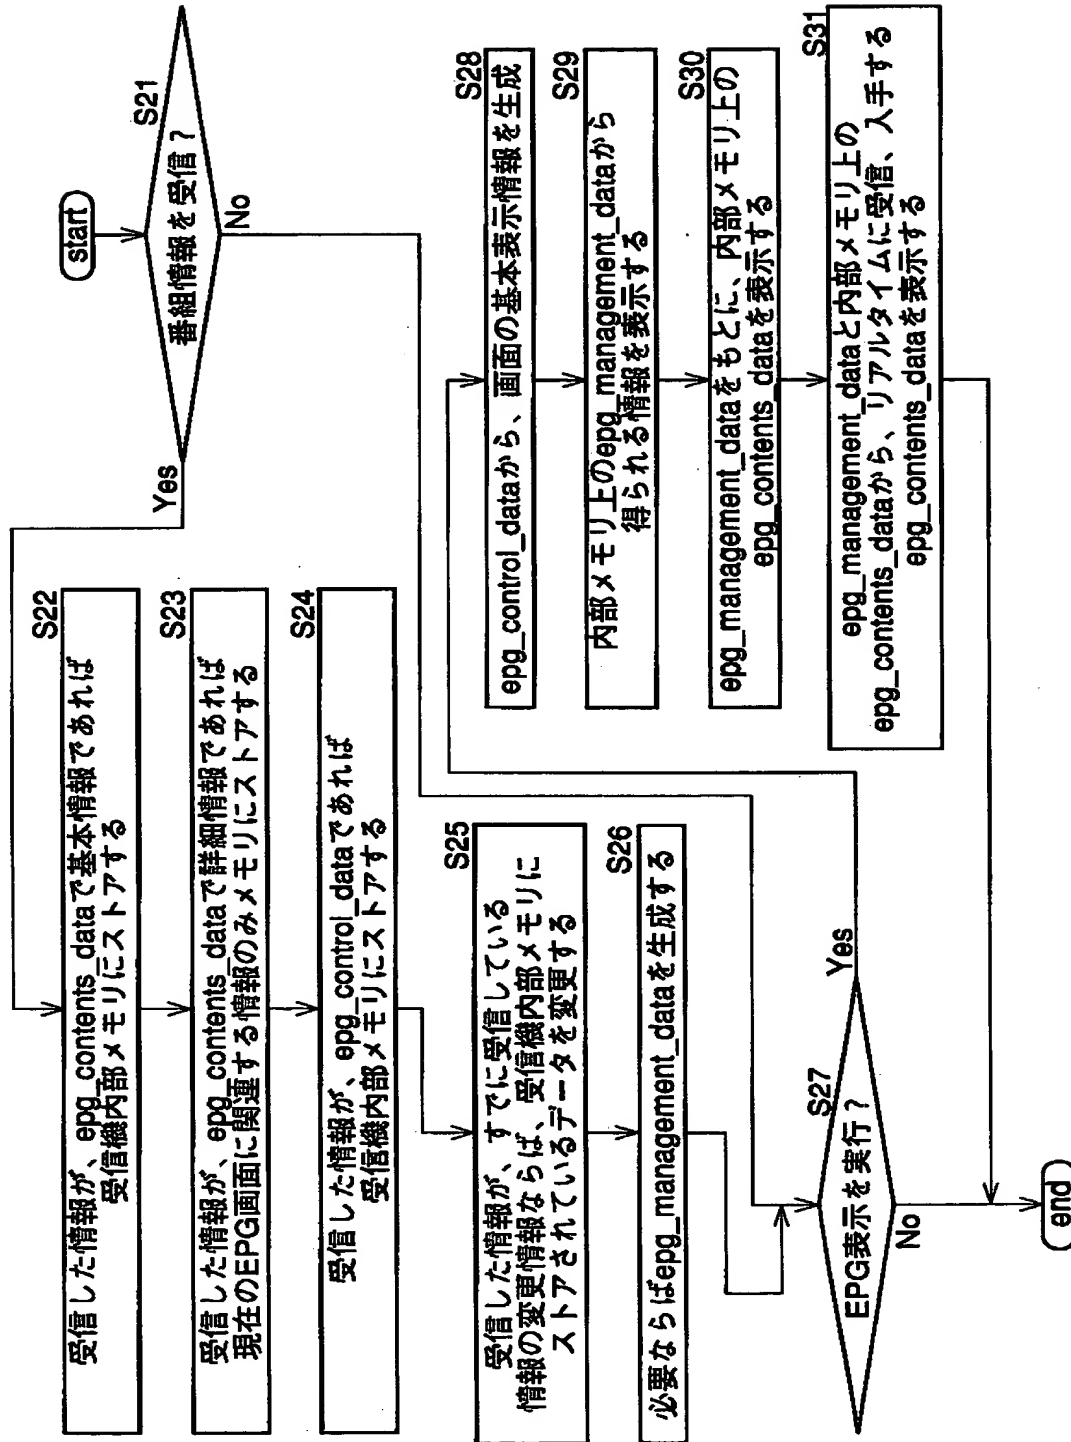 start
S21
番組情報を受信？
Yes
No
S22
受信した情報が、epg_contents_dataで基本情報であれば
受信機内部メモリにストアする
S23
受信した情報が、epg_contents_dataで詳細情報であれば
現在のEPG画面に関連する情報のみメモリにストアする
S24
受信した情報が、epg_control_dataであれば
受信機内部メモリにストアする
S25
受信した情報が、すでに受信している
情報の変更情報ならば、受信機内部メモリに
ストアされているデータを変更する
S26
必要ならばepg_management_dataを生成する
S27
EPG表示を実行？
Yes
No
S28
epg_control_dataから、画面の基本表示情報を生成
S29
内部メモリ上のepg_management_dataから
得られる情報を表示する
S30
epg_management_dataをもとに、内部メモリ上の
epg_contents_dataを表示する
S31
epg_management_dataと内部メモリ上の
epg_contents_dataから、リアルタイムに受信、入手する
epg_contents_dataを表示する
end